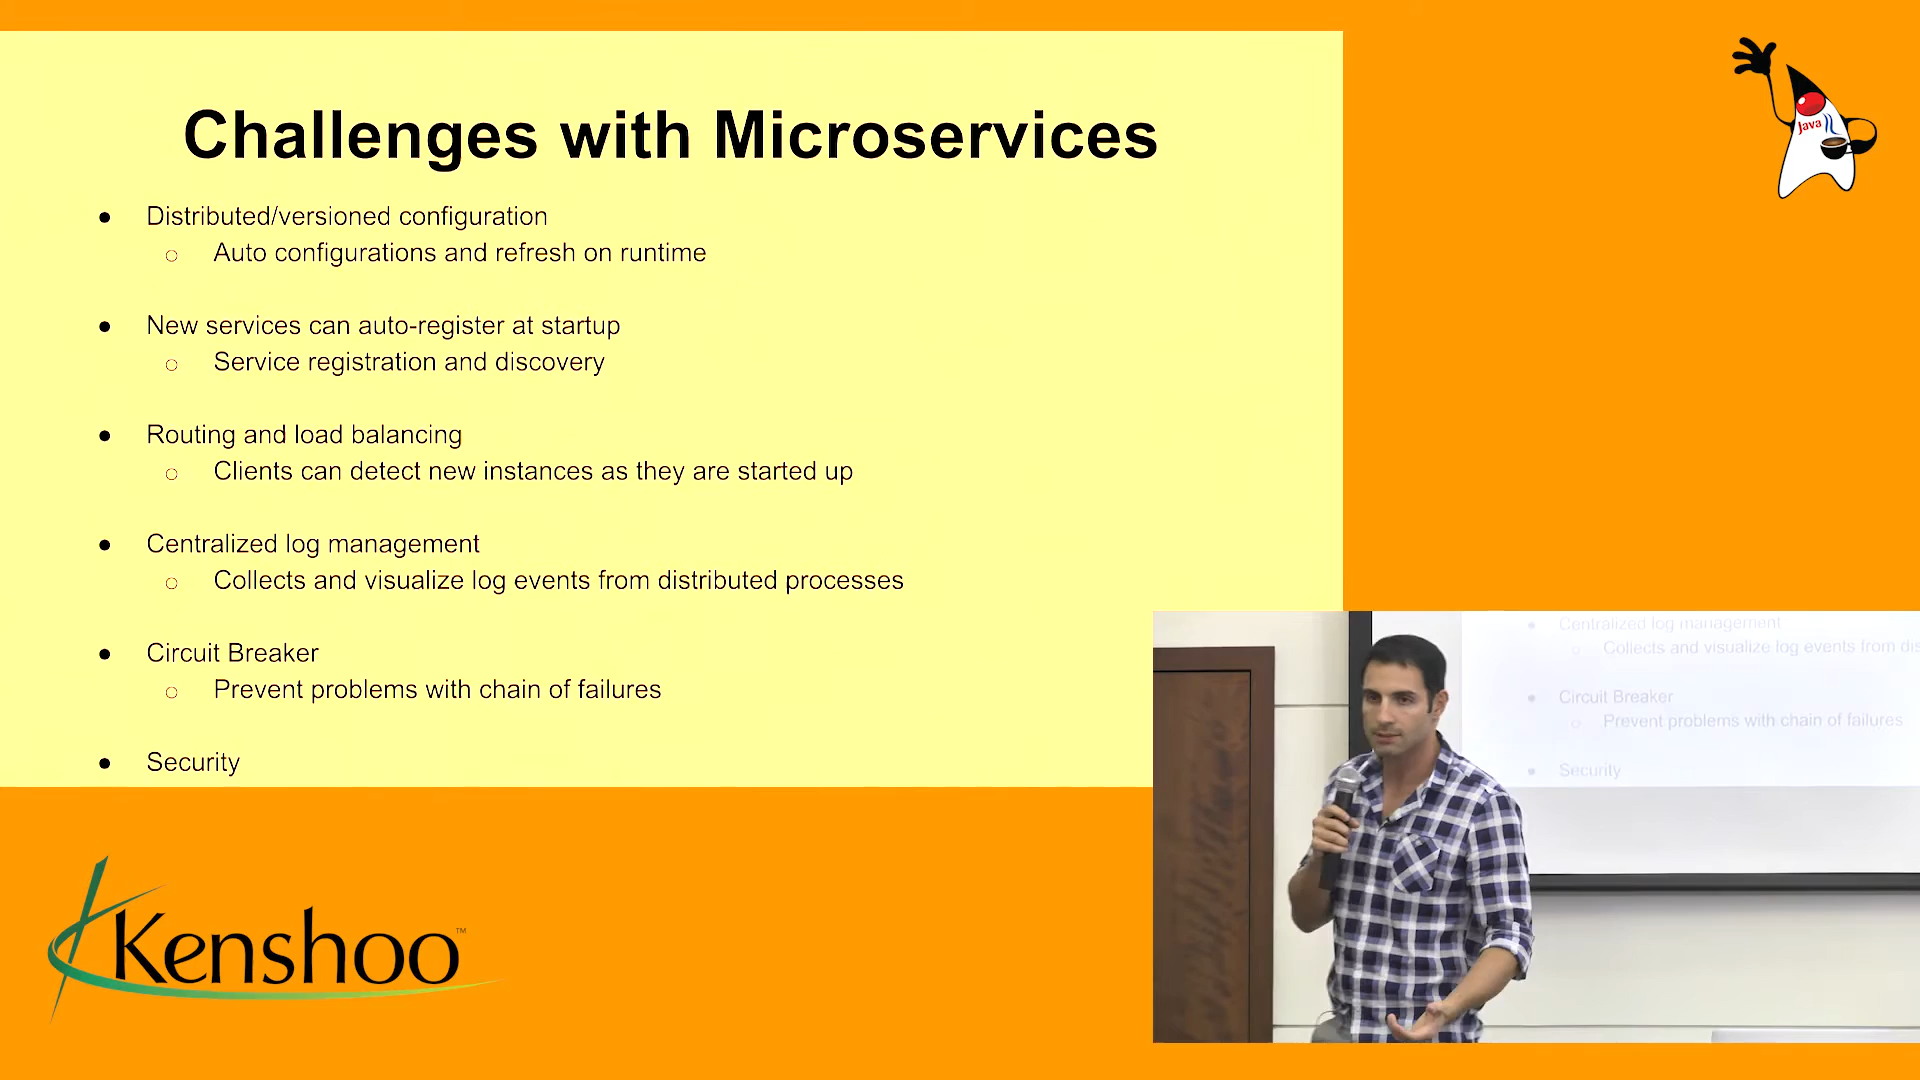 Challenges with Microservices
● Distributed/versioned configuration
○ Auto configurations and refresh on runtime
● New services can auto-register at startup
○ Service registration and discovery
● Routing and load balancing
○ Clients can detect new instances as they are started up
● Centralized log management
○ Collects and visualize log events from distributed processes
● Circuit Breaker
○ Prevent problems with chain of failures
● Security
Java
Kenshoo™
● Centralized log management
○ Collects and visualize log events from dis
● Circuit Breaker
○ Prevent problems with chain of failures
● Security